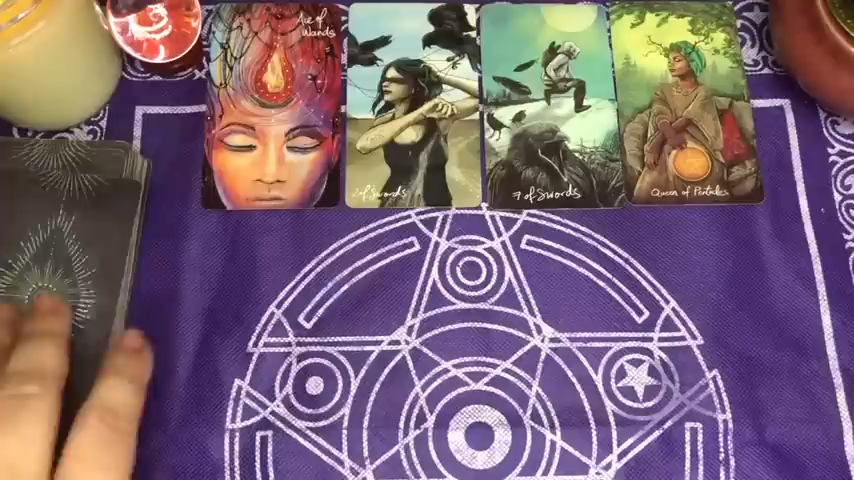 Ace of
Wands
2 of Swords
7 of Swords
Queen of Pentacles